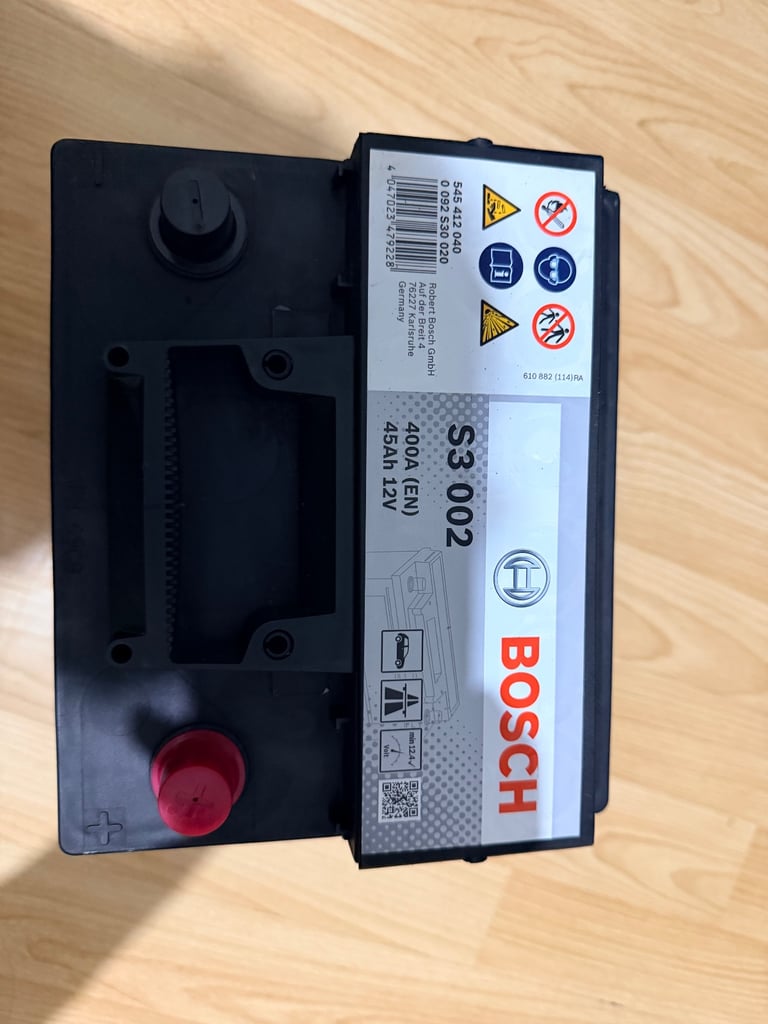 545 412 040
0 092 S30 020
4 047023 479228
Robert Bosch GmbH
Auf der Breit 4
76227 Karlsruhe
Germany
610 882 (114)RA
BOSCH
S3 002
400A (EN)
45Ah 12V
min 12.4✓
Volt
+
-